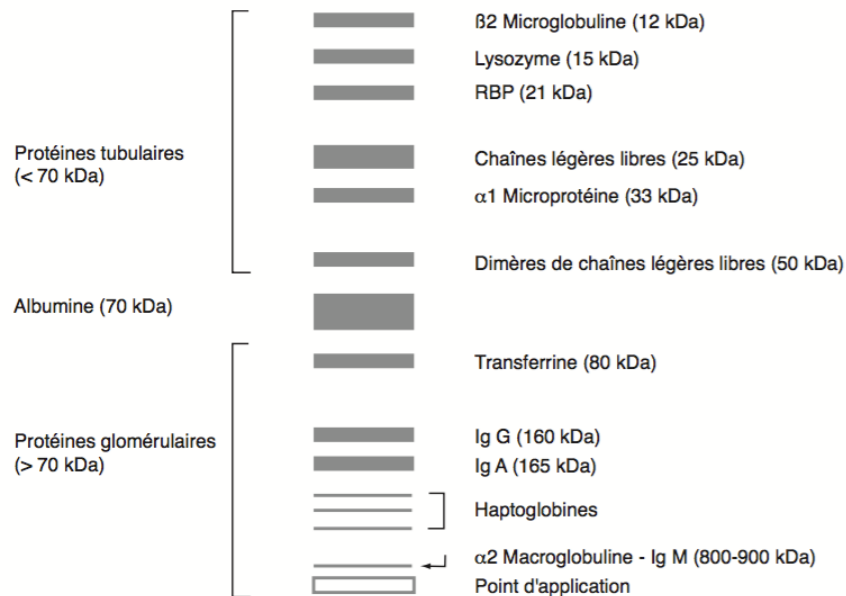 ß2 Microglobuline (12 kDa)
Lysozyme (15 kDa)
RBP (21 kDa)
Protéines tubulaires
(< 70 kDa)
Chaînes légères libres (25 kDa)
α1 Microprotéine (33 kDa)
Dimères de chaînes légères libres (50 kDa)
Albumine (70 kDa)
Transferrine (80 kDa)
Protéines glomérulaires
(> 70 kDa)
Ig G (160 kDa)
Ig A (165 kDa)
Haptoglobines
α2 Macroglobuline - Ig M (800-900 kDa)
Point d'application